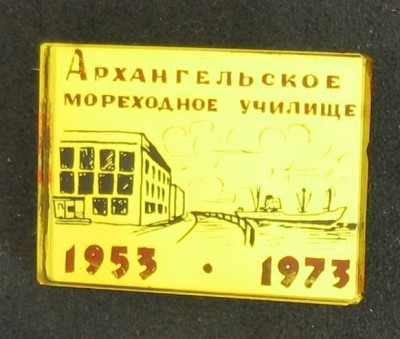 АРХАНГЕЛЬСКОЕ
МОРЕХОДНОЕ УЧИЛИЩЕ
1953 • 1973